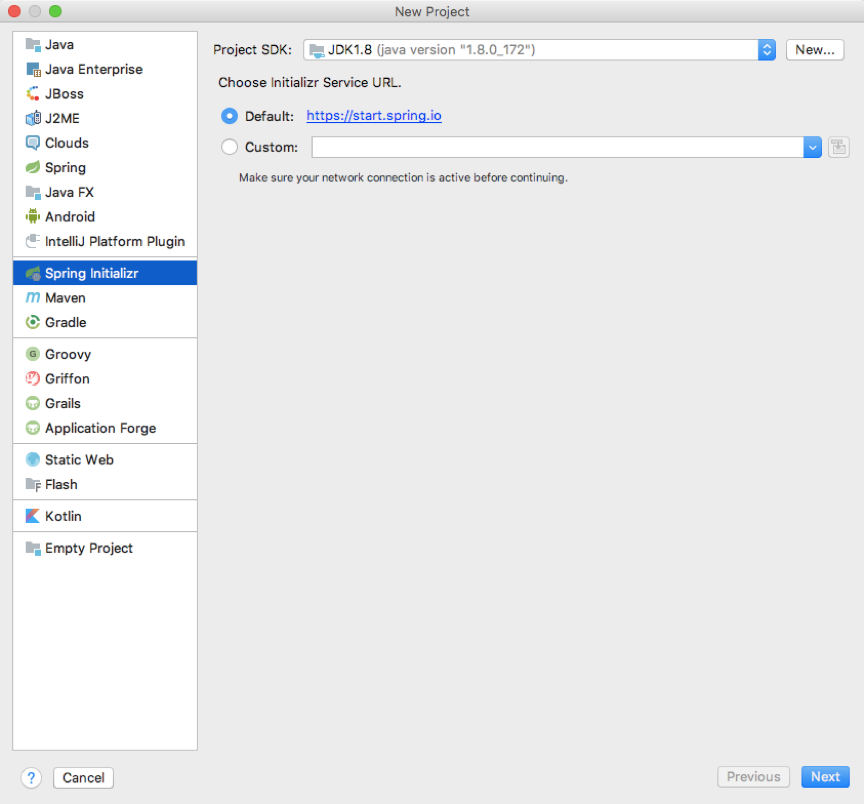 New Project
Java
Java Enterprise
JBoss
J2ME
Clouds
Spring
Java FX
Android
IntelliJ Platform Plugin
Spring Initializr
Maven
Gradle
Groovy
Griffon
Grails
Application Forge
Static Web
Flash
Kotlin
Empty Project
Project SDK: JDK1.8 (java version "1.8.0_172") New...
Choose Initializr Service URL.
Default: https://start.spring.io
Custom:
Make sure your network connection is active before continuing.
? Cancel Previous Next